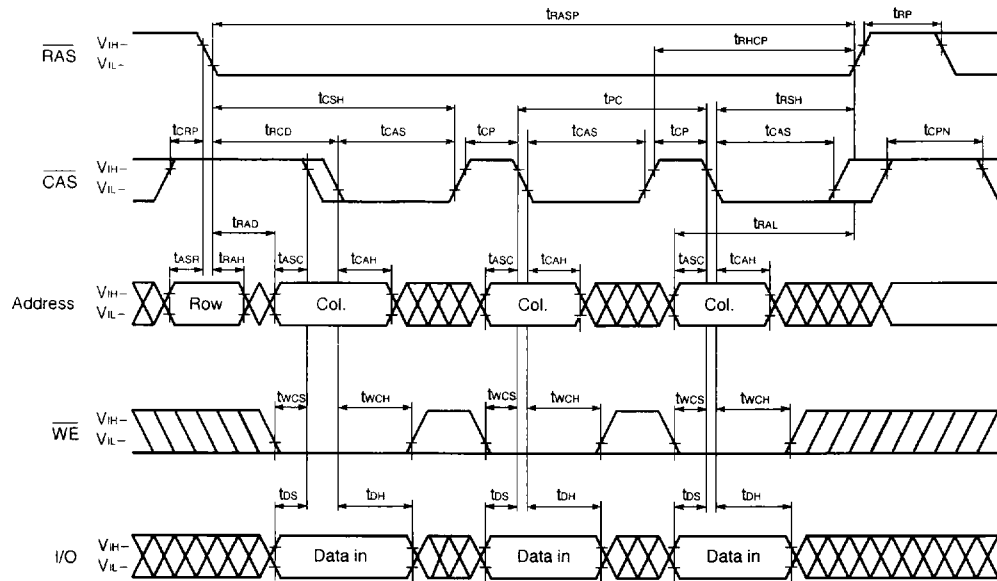 tRASP tRP
RAS VIH– tRHCP
VIL–
tCSH tPC tRSH
tCRP tRCD tCAS tCP tCAS tCP tCAS tCPN
CAS VIH–
VIL–
tRAD tRAL
tASR tRAH tASC tCAH tASC tCAH tASC tCAH
Address VIH– Row Col. Col. Col.
VIL–
tWCS tWCH tWCS tWCH tWCS tWCH
WE VIH–
VIL–
tDS tDH tDS tDH tDS tDH
I/O VIH– Data in Data in Data in
VIL–